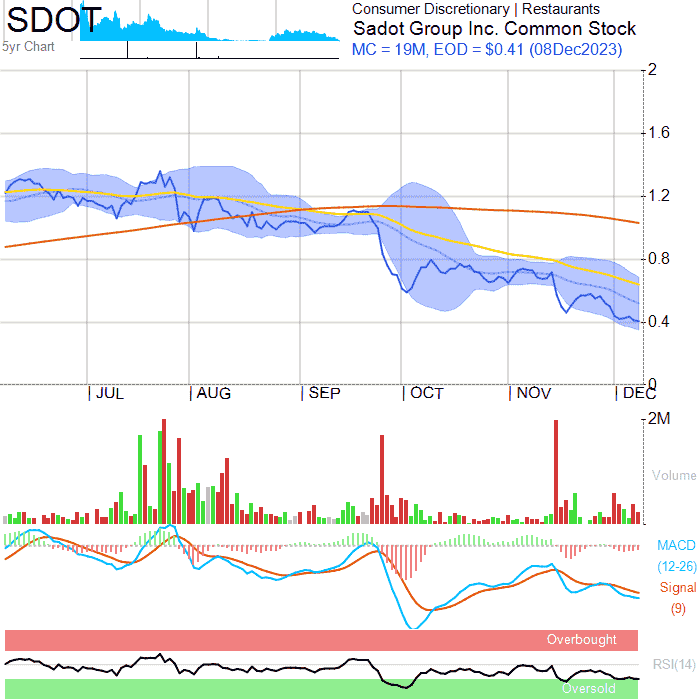 SDOT
5yr Chart
Consumer Discretionary | Restaurants
Sadot Group Inc. Common Stock
MC = 19M, EOD = $0.41 (08Dec2023)
2
1.6
1.2
0.8
0.4
0
JUL AUG SEP OCT NOV DEC
2M
Volume
MACD
(12-26)
Signal
(9)
Overbought
RSI(14)
Oversold